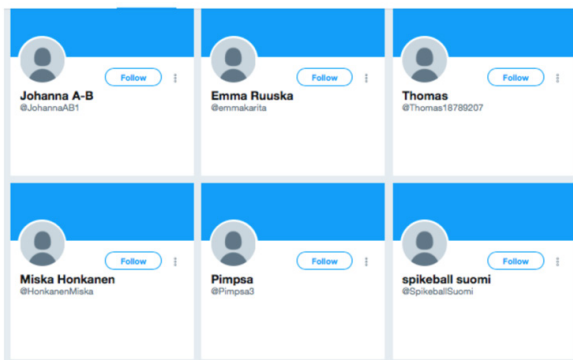 Follow
Johanna A-B
@JohannaAB1
Follow
Emma Ruuska
@emmakarita
Follow
Thomas
@Thomas18789207
Follow
Miska Honkanen
@HonkanenMiska
Follow
Pimpsa
@Pimpsa3
Follow
spikeball suomi
@SpikeballSuomi